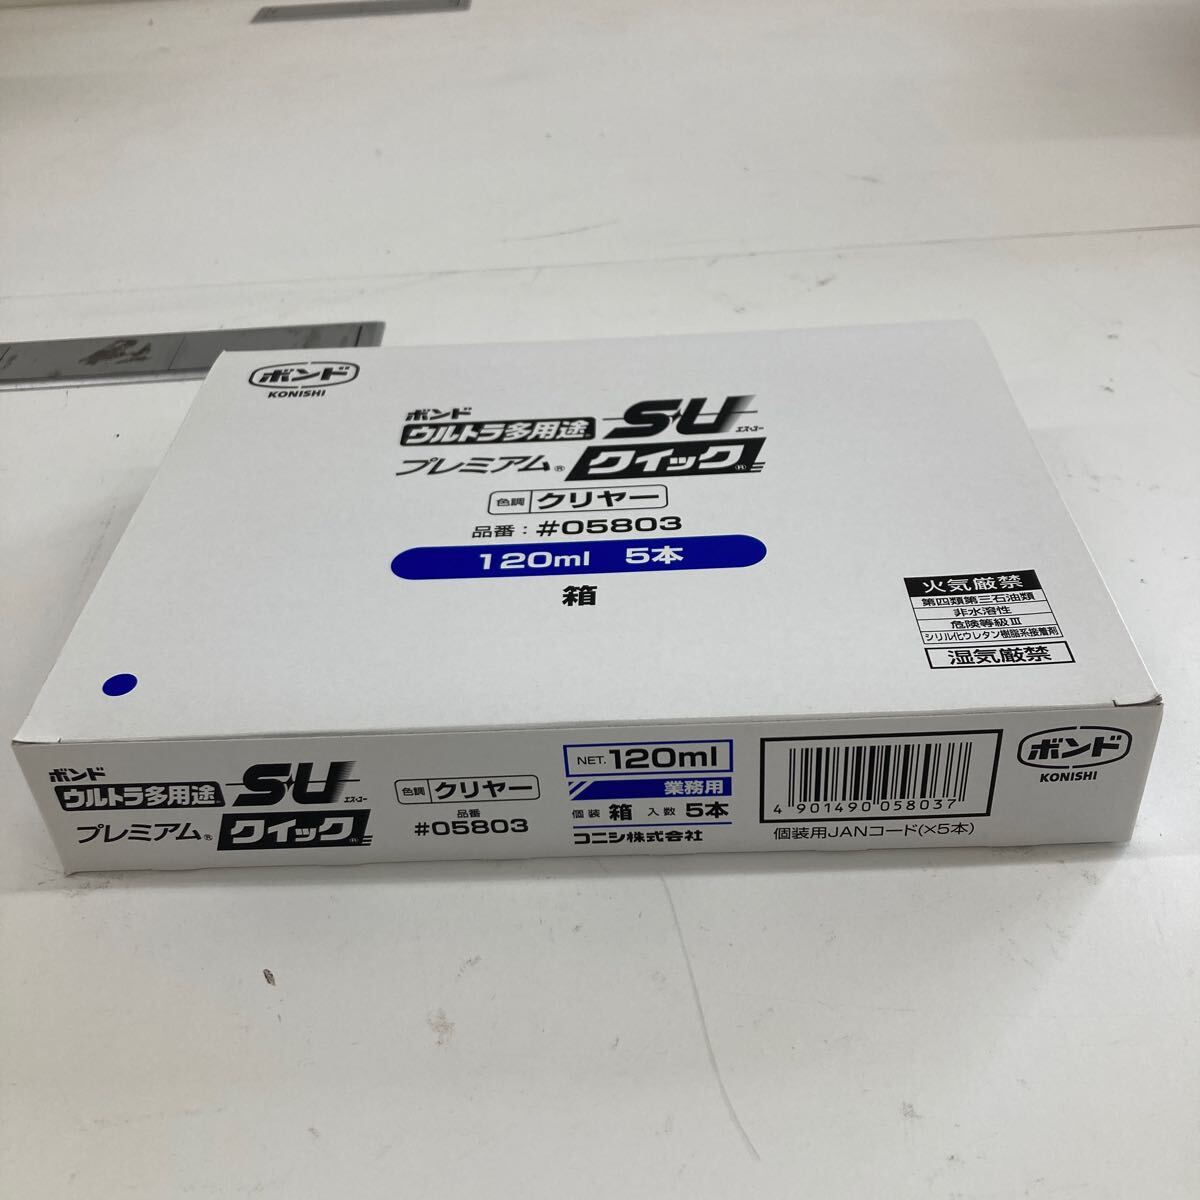 ボンド
KONISHI
ボンド
ウルトラ多用途™ S・U エス・ユー
プレミアム® クイック®
色調 クリヤー
品番：#05803
120ml 5本
箱
火気厳禁
第四類第三石油類
非水溶性
危険等級Ⅲ
シリル化ウレタン樹脂系接着剤
湿気厳禁
ボンド
ウルトラ多用途™ S・U エス・ユー
プレミアム® クイック®
色調 クリヤー
品番
#05803
NET. 120ml
業務用
個装 箱 入数 5本
コニシ株式会社
4 901490 058037
個装用JANコード(×5本)
ボンド
KONISHI